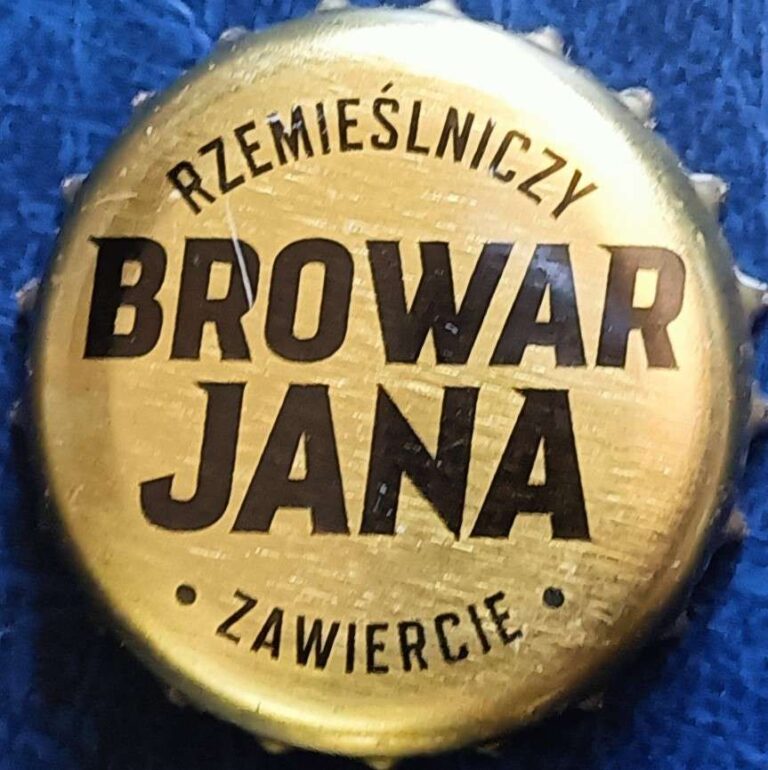 RZEMIEŚLNICZY
BROWAR
JANA
• ZAWIERCIE •